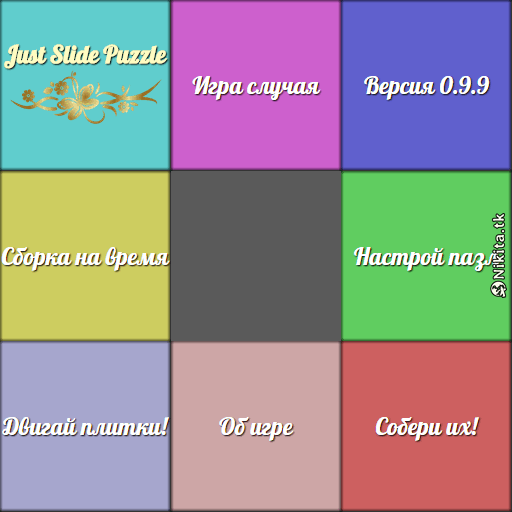 Just Slide Puzzle
Игра случая
Версия 0.9.9
Сборка на время
Настрой пазл
Nikita.tk
Двигай плитки!
Об игре
Собери их!